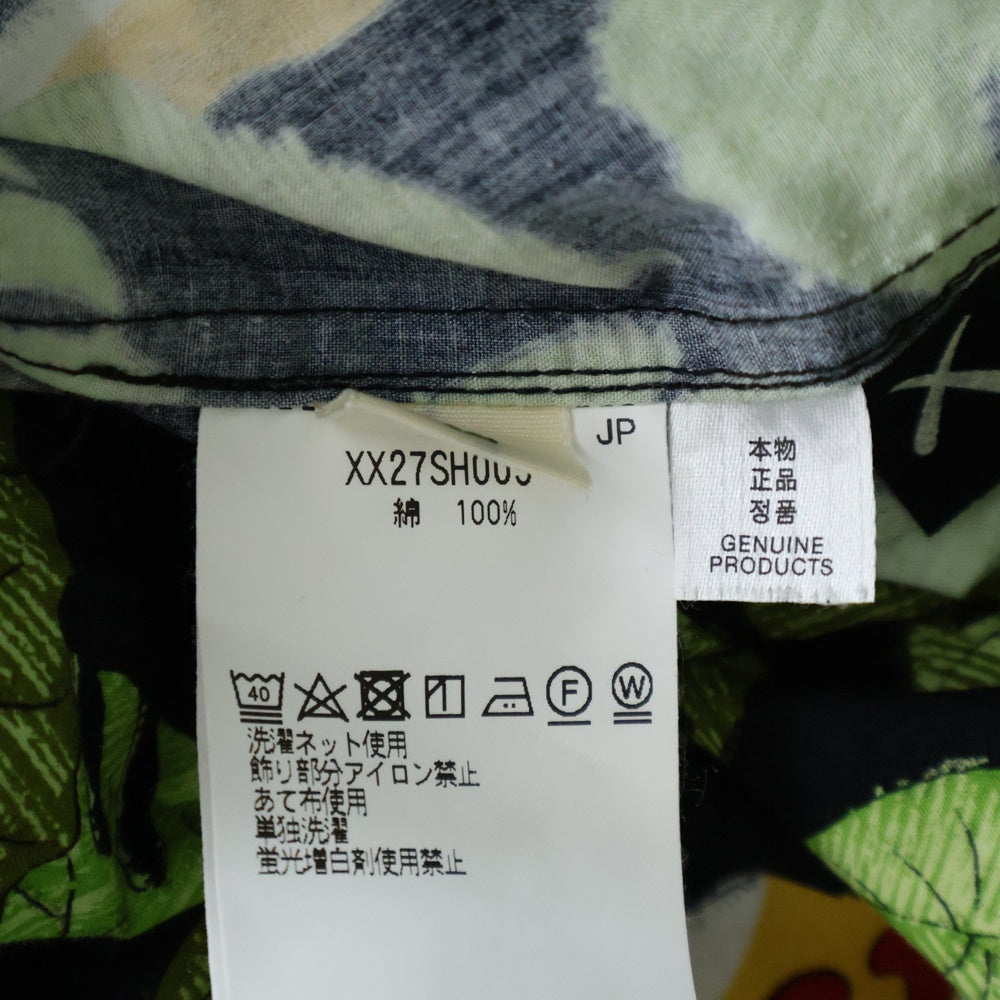 JP
綿 100%
40
F
W
洗濯ネット使用
飾り部分アイロン禁止
あて布使用
単独洗濯
蛍光増白剤使用禁止
本物
正品
정품
GENUINE
PRODUCTS